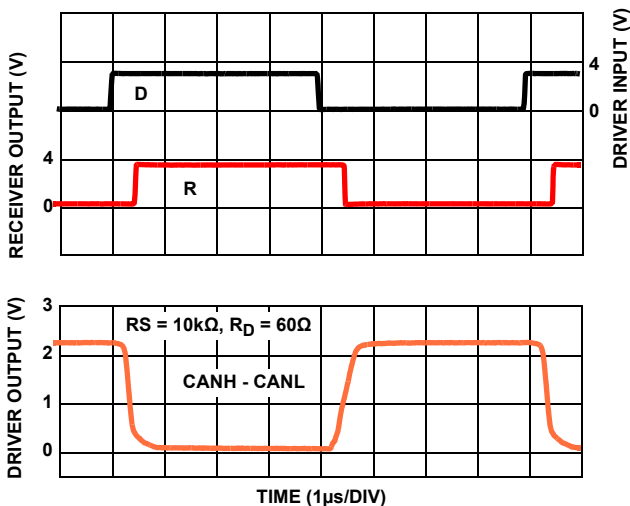 RECEIVER OUTPUT (V)
DRIVER INPUT (V)
4
D
0
4
R
0
DRIVER OUTPUT (V)
3
RS = 10kΩ, RD = 60Ω
2
CANH - CANL
1
0
TIME (1µs/DIV)